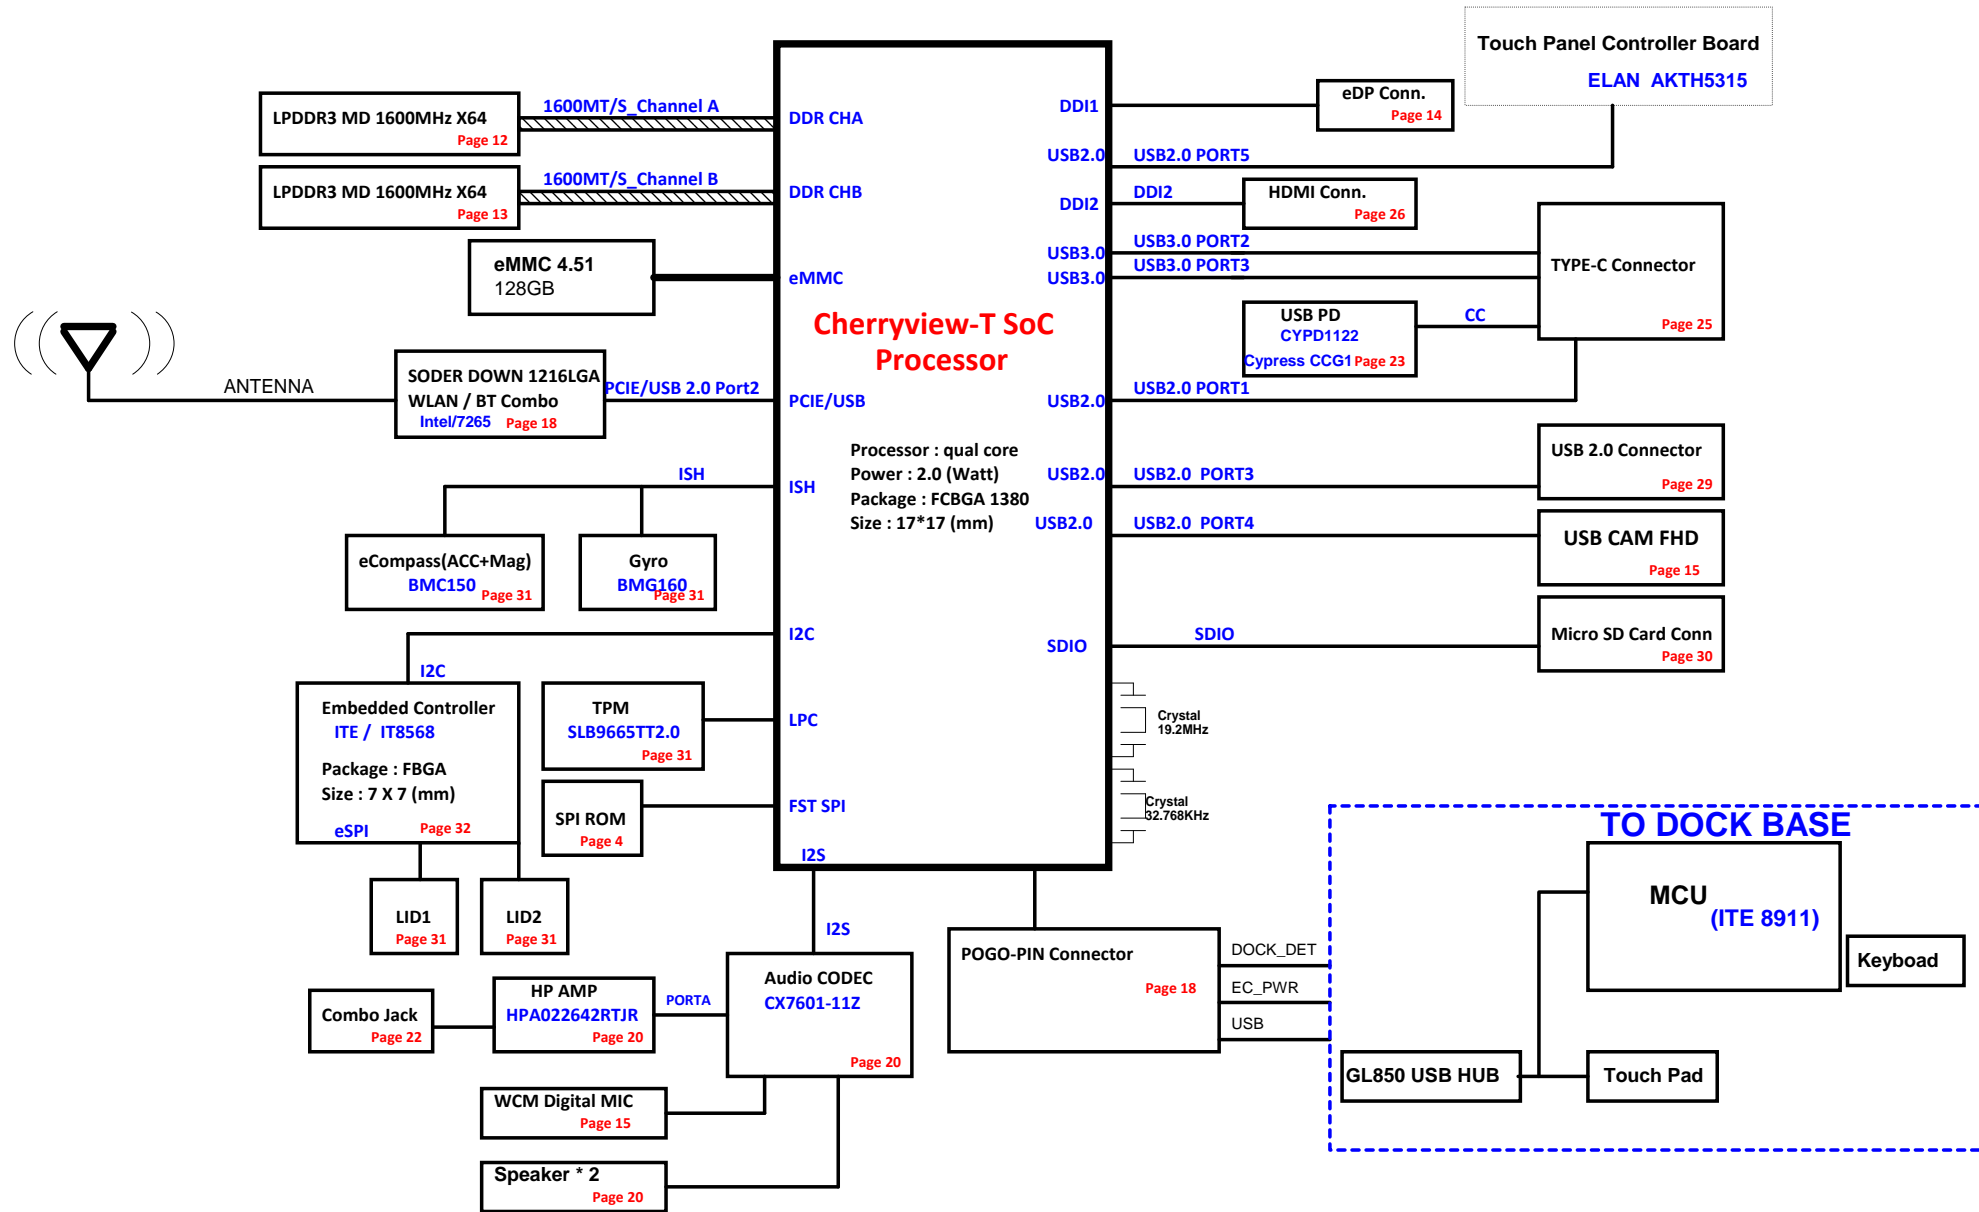 Touch Panel Controller Board
ELAN  AKTH5315
LPDDR3 MD 1600MHz X64
Page 12
1600MT/S_Channel A
DDR CHA
DDI1
eDP Conn.
Page 14
USB2.0
USB2.0 PORT5
LPDDR3 MD 1600MHz X64
Page 13
1600MT/S_Channel B
DDR CHB
DDI2
DDI2
HDMI Conn.
Page 26
eMMC 4.51
128GB
eMMC
USB3.0
USB3.0 PORT2
USB3.0
USB3.0 PORT3
TYPE-C Connector
Page 25
Cherryview-T SoC
Processor
USB PD
CYPD1122
Cypress CCG1 Page 23
CC
ANTENNA
SODER DOWN 1216LGA
WLAN / BT Combo
Intel/7265 Page 18
PCIE/USB 2.0 Port2
PCIE/USB
USB2.0
USB2.0 PORT1
Processor : qual core
Power : 2.0 (Watt)
Package : FCBGA 1380
Size : 17*17 (mm)
USB2.0
USB2.0  PORT3
USB 2.0 Connector
Page 29
ISH
ISH
USB2.0
USB2.0  PORT4
USB CAM FHD
Page 15
eCompass(ACC+Mag)
BMC150
Page 31
Gyro
BMG160
Page 31
I2C
I2C
SDIO
SDIO
Micro SD Card Conn
Page 30
Embedded Controller
ITE /  IT8568
Package : FBGA
Size : 7 X 7 (mm)
eSPI
Page 32
TPM
SLB9665TT2.0
Page 31
LPC
Crystal
19.2MHz
SPI ROM
Page 4
FST SPI
Crystal
32.768KHz
I2S
LID1
Page 31
LID2
Page 31
I2S
TO DOCK BASE
MCU
(ITE 8911)
Keyboad
POGO-PIN Connector
Page 18
DOCK_DET
EC_PWR
USB
Audio CODEC
CX7601-11Z
Page 20
Combo Jack
Page 22
HP AMP
HPA022642RTJR
Page 20
PORTA
GL850 USB HUB
Touch Pad
WCM Digital MIC
Page 15
Speaker * 2
Page 20